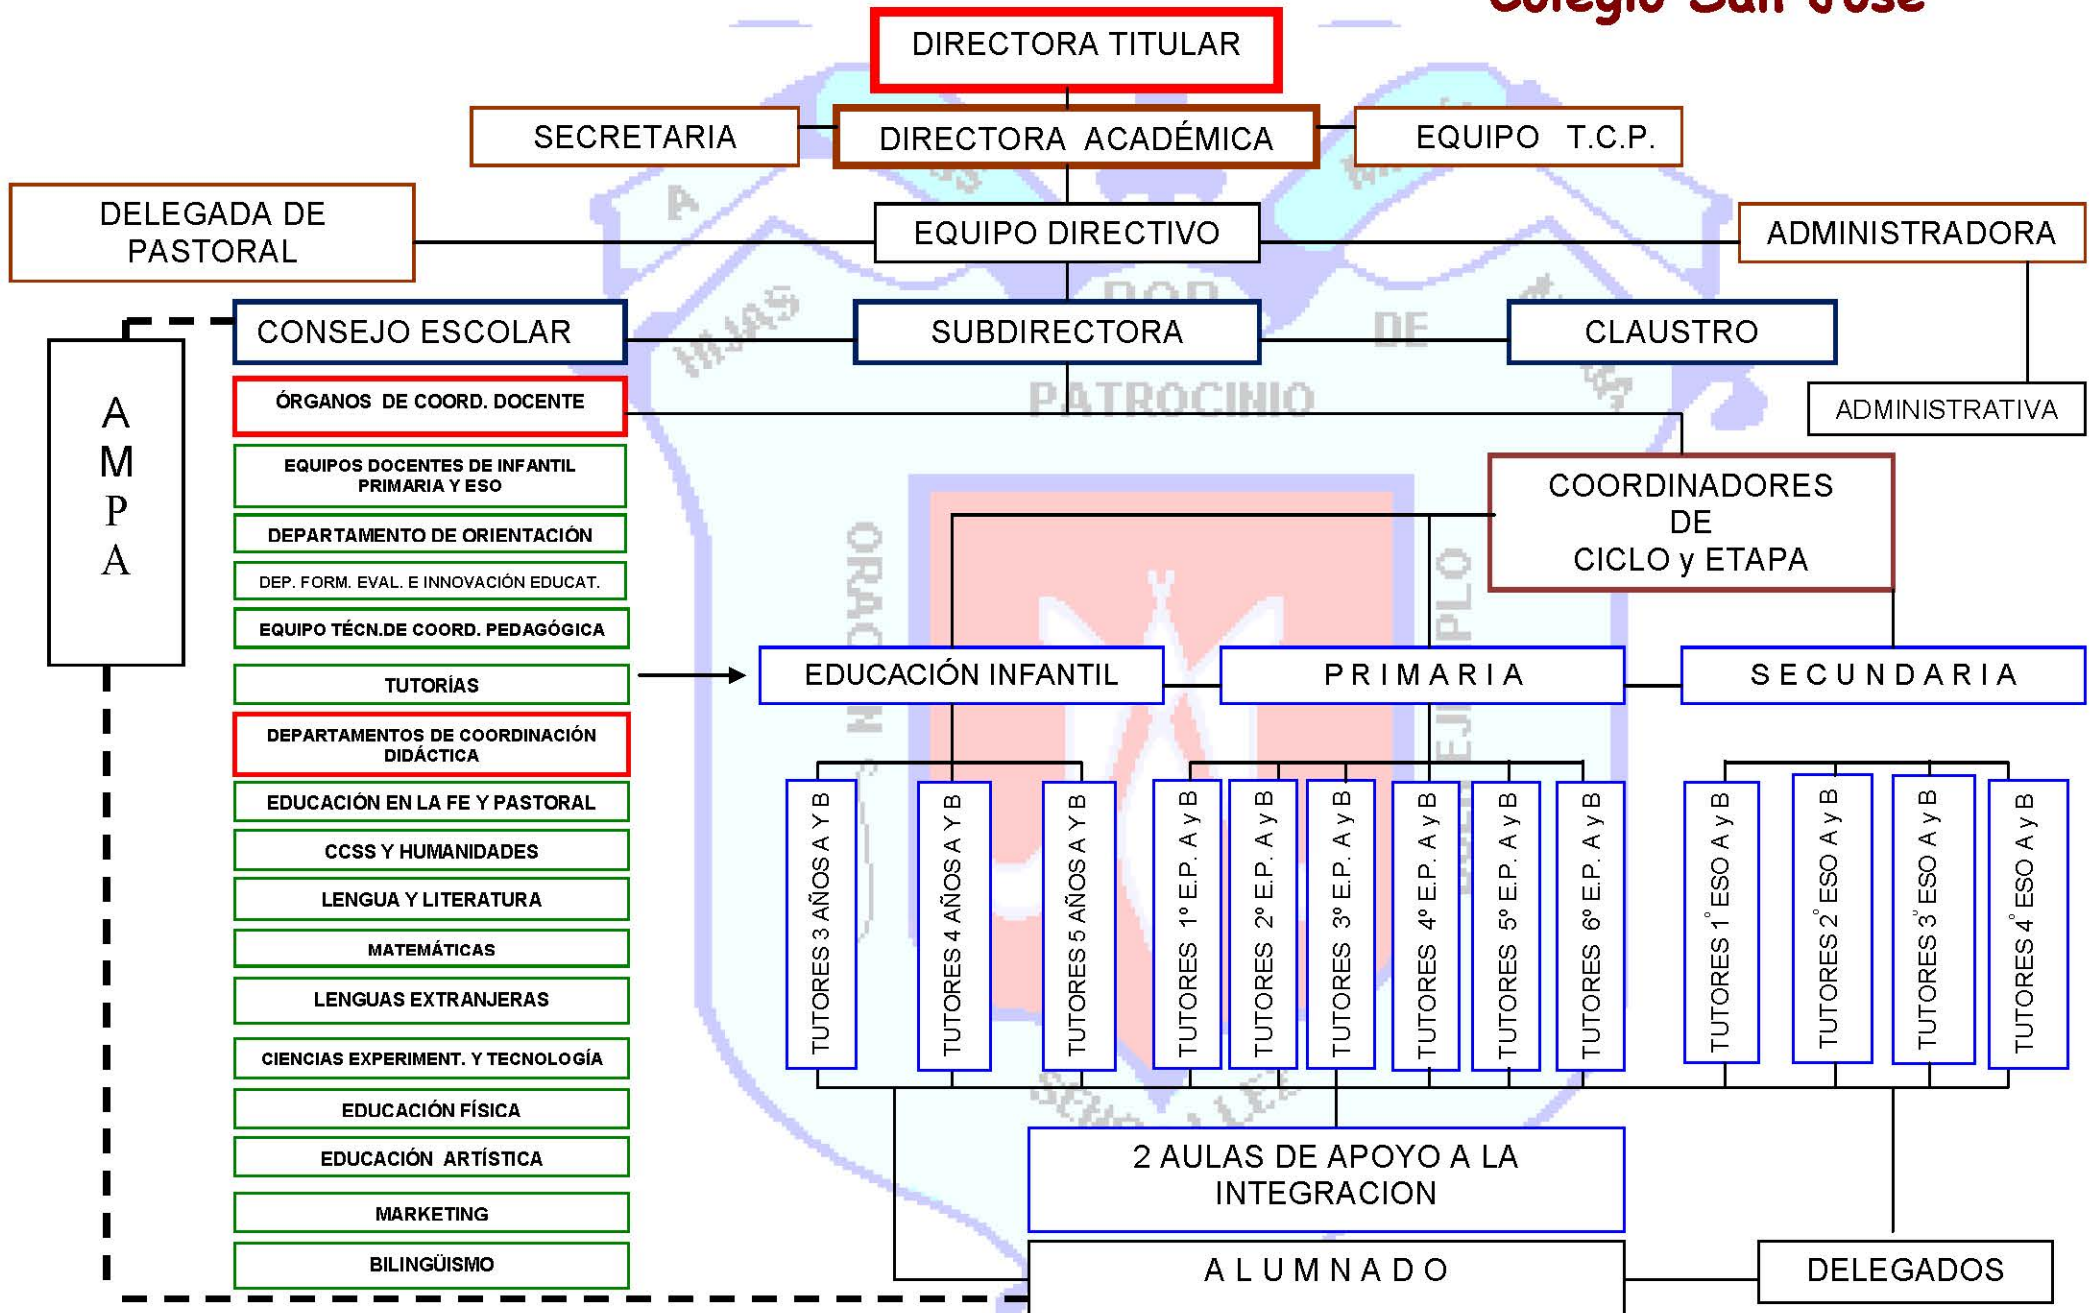 Colegio San José
DIRECTORA TITULAR
SECRETARIA
DIRECTORA ACADÉMICA
EQUIPO T.C.P.
DELEGADA DE
PASTORAL
EQUIPO DIRECTIVO
ADMINISTRADORA
CONSEJO ESCOLAR
SUBDIRECTORA
CLAUSTRO
ADMINISTRATIVA
A
M
P
A
ÓRGANOS DE COORD. DOCENTE
EQUIPOS DOCENTES DE INFANTIL
PRIMARIA Y ESO
DEPARTAMENTO DE ORIENTACIÓN
DEP. FORM. EVAL. E INNOVACIÓN EDUCAT.
EQUIPO TÉCN.DE COORD. PEDAGÓGICA
TUTORÍAS
DEPARTAMENTOS DE COORDINACIÓN
DIDÁCTICA
EDUCACIÓN EN LA FE Y PASTORAL
CCSS Y HUMANIDADES
LENGUA Y LITERATURA
MATEMÁTICAS
LENGUAS EXTRANJERAS
CIENCIAS EXPERIMENT. Y TECNOLOGÍA
EDUCACIÓN FÍSICA
EDUCACIÓN ARTÍSTICA
MARKETING
BILINGÜISMO
COORDINADORES
DE
CICLO y ETAPA
EDUCACIÓN INFANTIL
PRIMARIA
SECUNDARIA
TUTORES 3 AÑOS A Y B
TUTORES 4 AÑOS A Y B
TUTORES 5 AÑOS A Y B
TUTORES 1º E.P. A y B
TUTORES 2º E.P. A y B
TUTORES 3º E.P. A y B
TUTORES 4º E.P. A y B
TUTORES 5º E.P. A y B
TUTORES 6º E.P. A y B
TUTORES 1º ESO A y B
TUTORES 2º ESO A y B
TUTORES 3º ESO A y B
TUTORES 4º ESO A y B
2 AULAS DE APOYO A LA
INTEGRACION
ALUMNADO
DELEGADOS
A
HIJAS
POR
DE
PATROCINIO